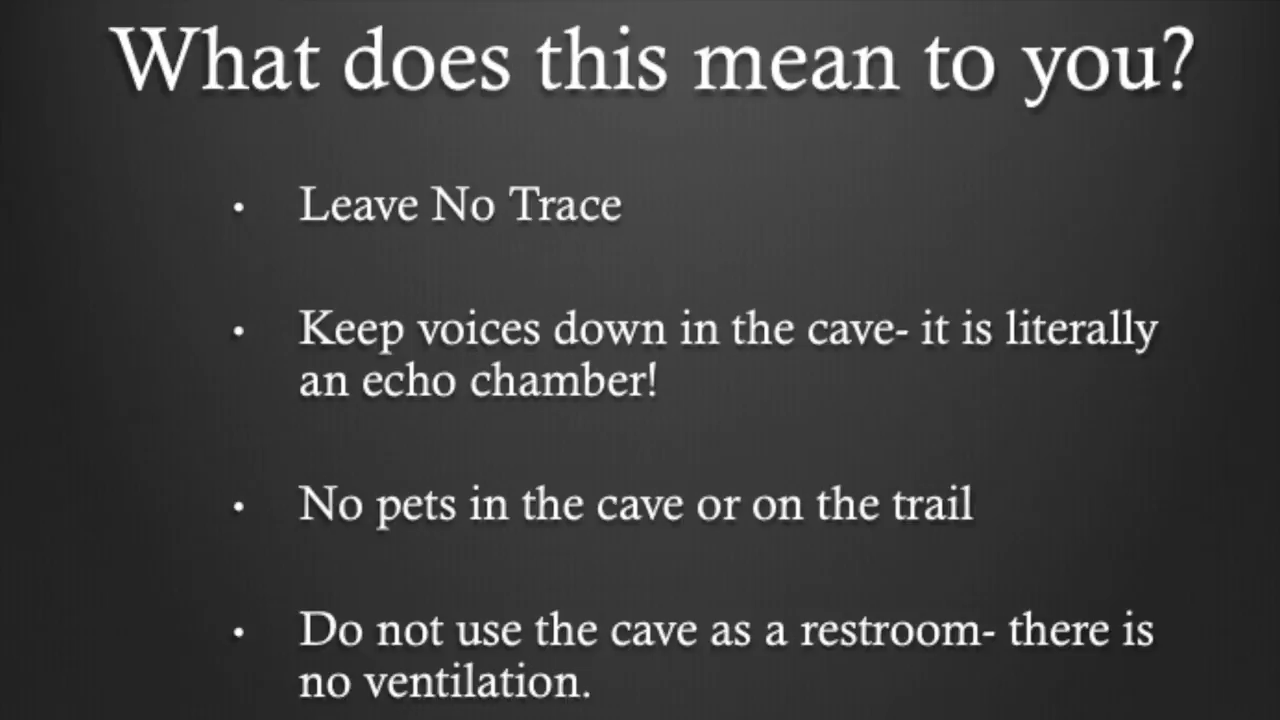 What does this mean to you?
• Leave No Trace
• Keep voices down in the cave- it is literally
an echo chamber!
• No pets in the cave or on the trail
• Do not use the cave as a restroom- there is
no ventilation.